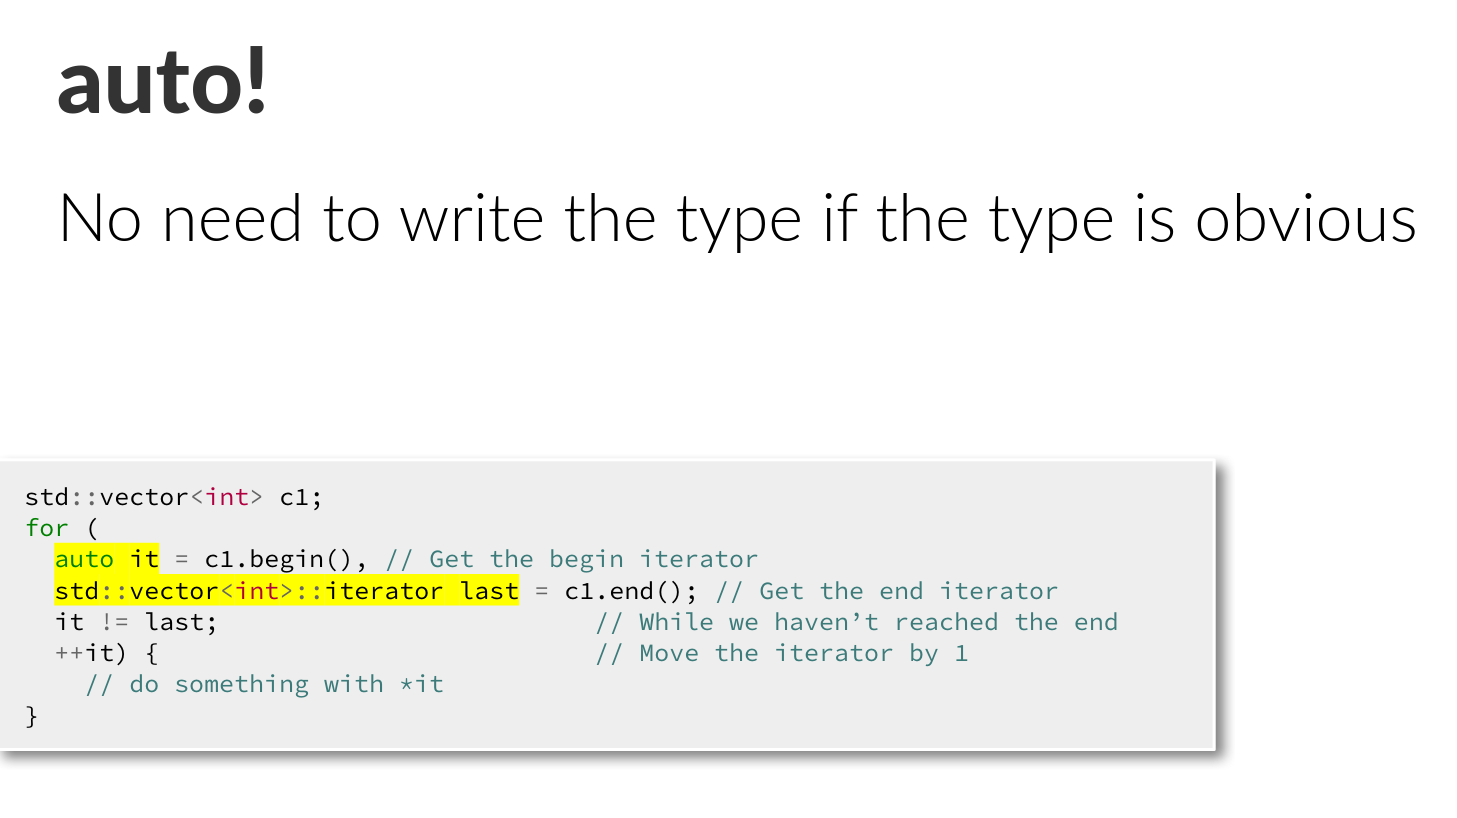 auto!
No need to write the type if the type is obvious
std::vector<int> c1;
for (
  auto it = c1.begin(), // Get the begin iterator
  std::vector<int>::iterator last = c1.end(); // Get the end iterator
  it != last;                         // While we haven’t reached the end
  ++it) {                             // Move the iterator by 1
    // do something with *it
}